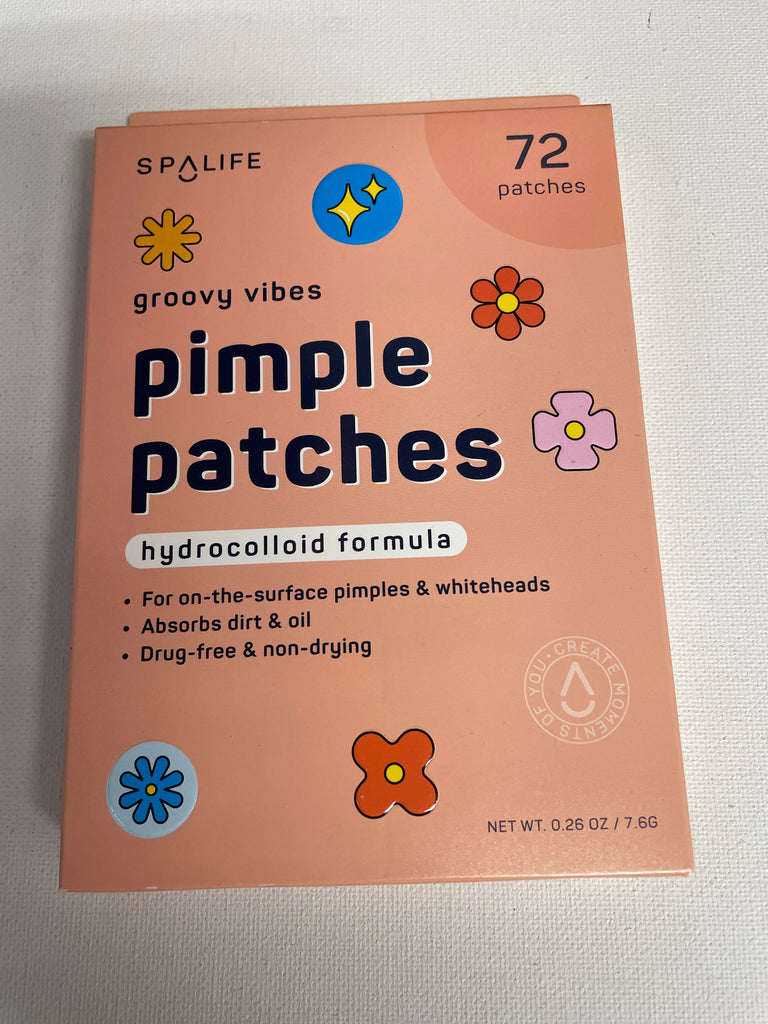 SPALIFE
72
patches
groovy vibes
pimple
patches
hydrocolloid formula
• For on-the-surface pimples & whiteheads
• Absorbs dirt & oil
• Drug-free & non-drying
CREATE MOMENTS OF YOU •
NET WT. 0.26 OZ / 7.6G